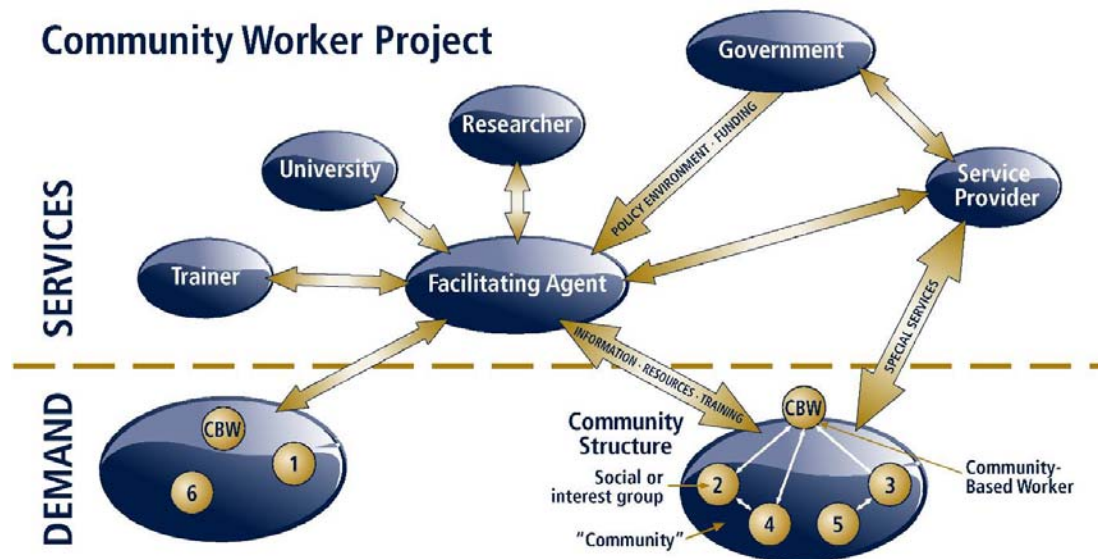 Community Worker Project
Government
Researcher
University
Service
Provider
Trainer
Facilitating Agent
POLICY ENVIRONMENT · FUNDING
SERVICES
INFORMATION · RESOURCES · TRAINING
SPECIAL SERVICES
DEMAND
CBW
1
6
Community
Structure
CBW
Social or
interest group
2
3
4
5
Community-
Based Worker
"Community"